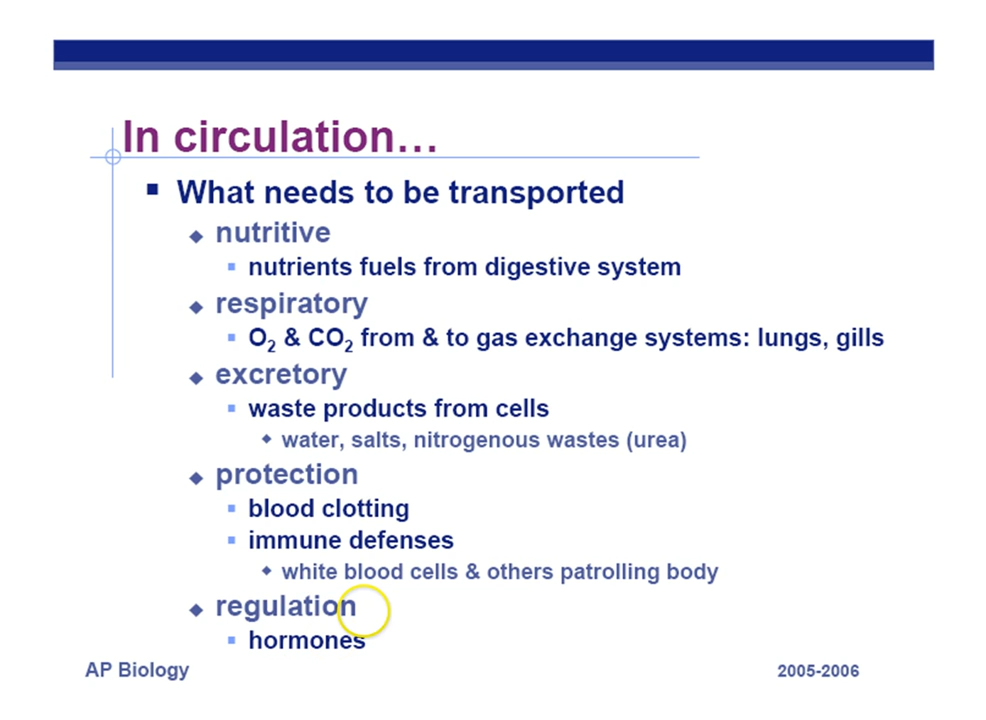 In circulation…
What needs to be transported
nutritive
nutrients fuels from digestive system
respiratory
O2 & CO2 from & to gas exchange systems: lungs, gills
excretory
waste products from cells
water, salts, nitrogenous wastes (urea)
protection
blood clotting
immune defenses
white blood cells & others patrolling body
regulation
hormones
AP Biology 2005-2006